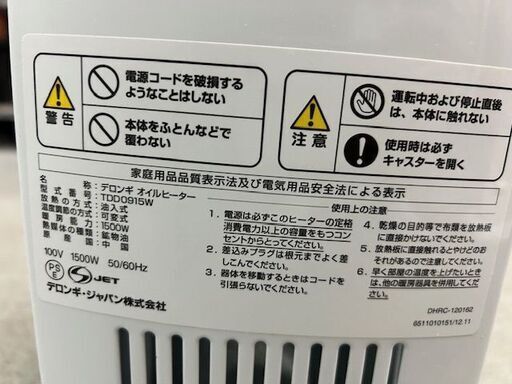 警告
電源コードを破損する
ようなことはしない
本体をふとんなどで
覆わない
注意
運転中および停止直後
は、本体に触れない
使用時は必ず
キャスターを開く
家庭用品品質表示法及び電気用品安全法による表示
品名：デロンギ オイルヒーター
型式番号：TDD0915W
放熱の方式：油入式
温度調節の方式：可変式
暖房能力：1500W
熱媒体の種類：鉱物油
原産国：中国
100V 1500W 50/60Hz
PSE JET
デロンギ・ジャパン株式会社
使用上の注意
1. 電源は必ずこのヒーターの定格
消費電力以上の容量をもつコン
セントからとってください。
2. 差込みプラグは根元までよく差
しこんでください。
3. 器体を移動するときはコードを
引張らないでください。
4. 乾燥の目的等で布類を放熱板
に直接かけないでください。
5. 放熱板に直接触れるとやけどのお
それがあるので注意してください。
6. 早く部屋の温度を上げたいとき
は、他の暖房器具を併用してください。
DHRC-120162
6511010151/12.11